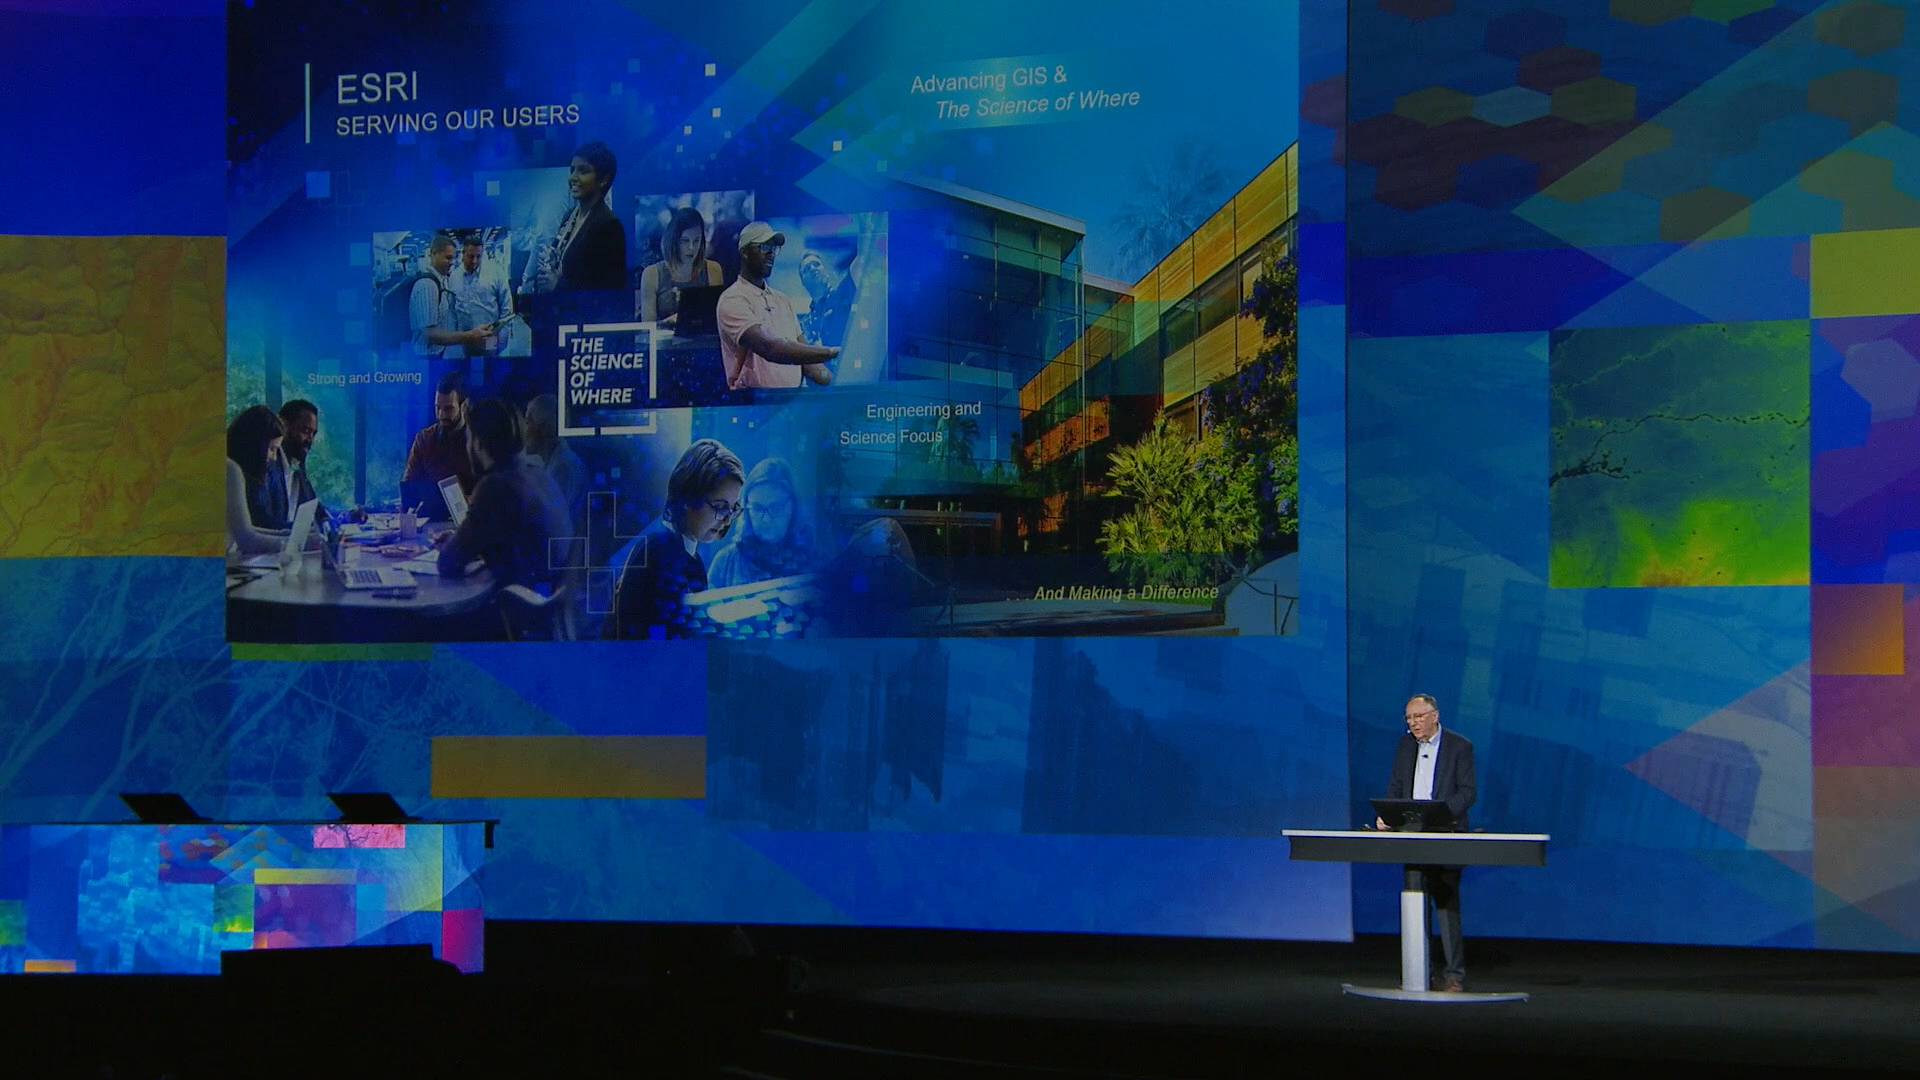 ESRI
SERVING OUR USERS
Advancing GIS &
The Science of Where
THE
SCIENCE
OF
WHERE
Strong and Growing
Engineering and
Science Focus
... And Making a Difference